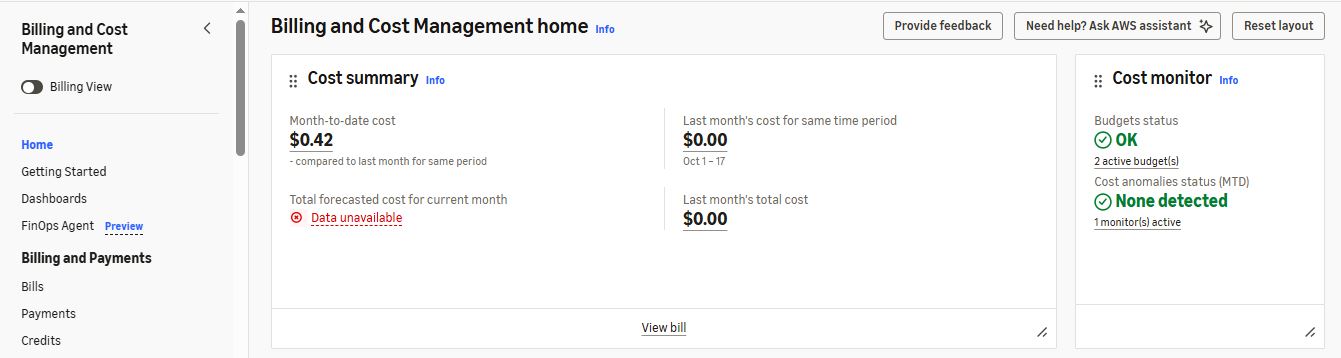 Billing and Cost
Management
Billing View
Home
Getting Started
Dashboards
FinOps Agent Preview
Billing and Payments
Bills
Payments
Credits
Billing and Cost Management home Info
Provide feedback
Need help? Ask AWS assistant
Reset layout
Cost summary Info
Month-to-date cost
$0.42
- compared to last month for same period
Last month's cost for same time period
$0.00
Oct 1 – 17
Total forecasted cost for current month
Data unavailable
Last month's total cost
$0.00
View bill
Cost monitor Info
Budgets status
OK
2 active budget(s)
Cost anomalies status (MTD)
None detected
1 monitor(s) active